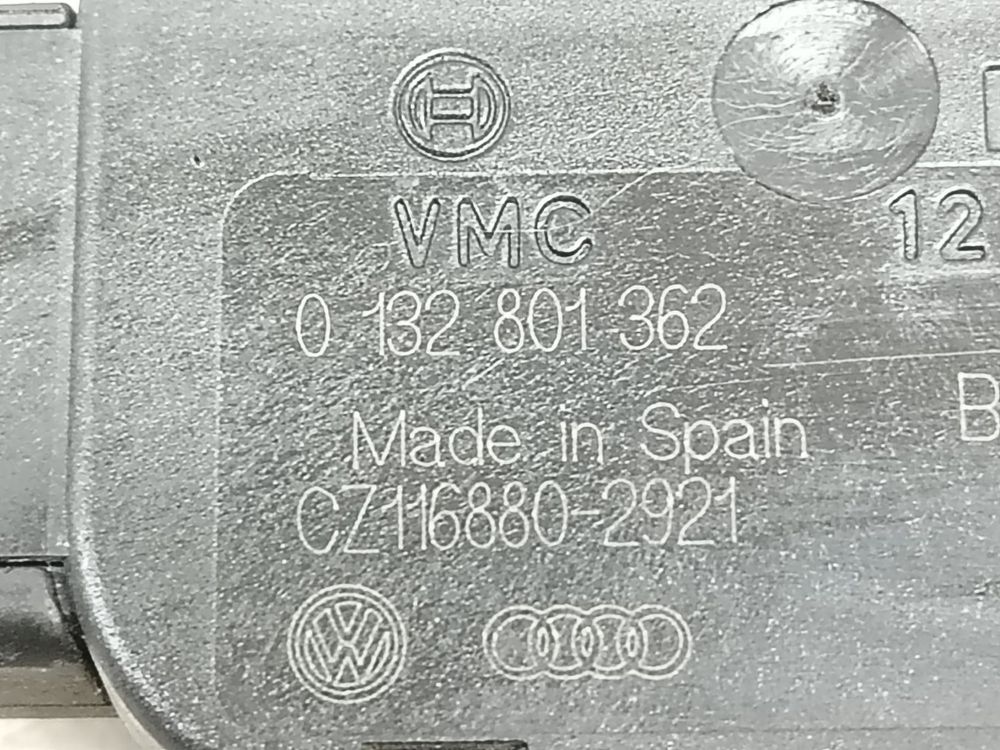 VMC 12
0 132 801 362
Made in Spain B
CZ116880-2921